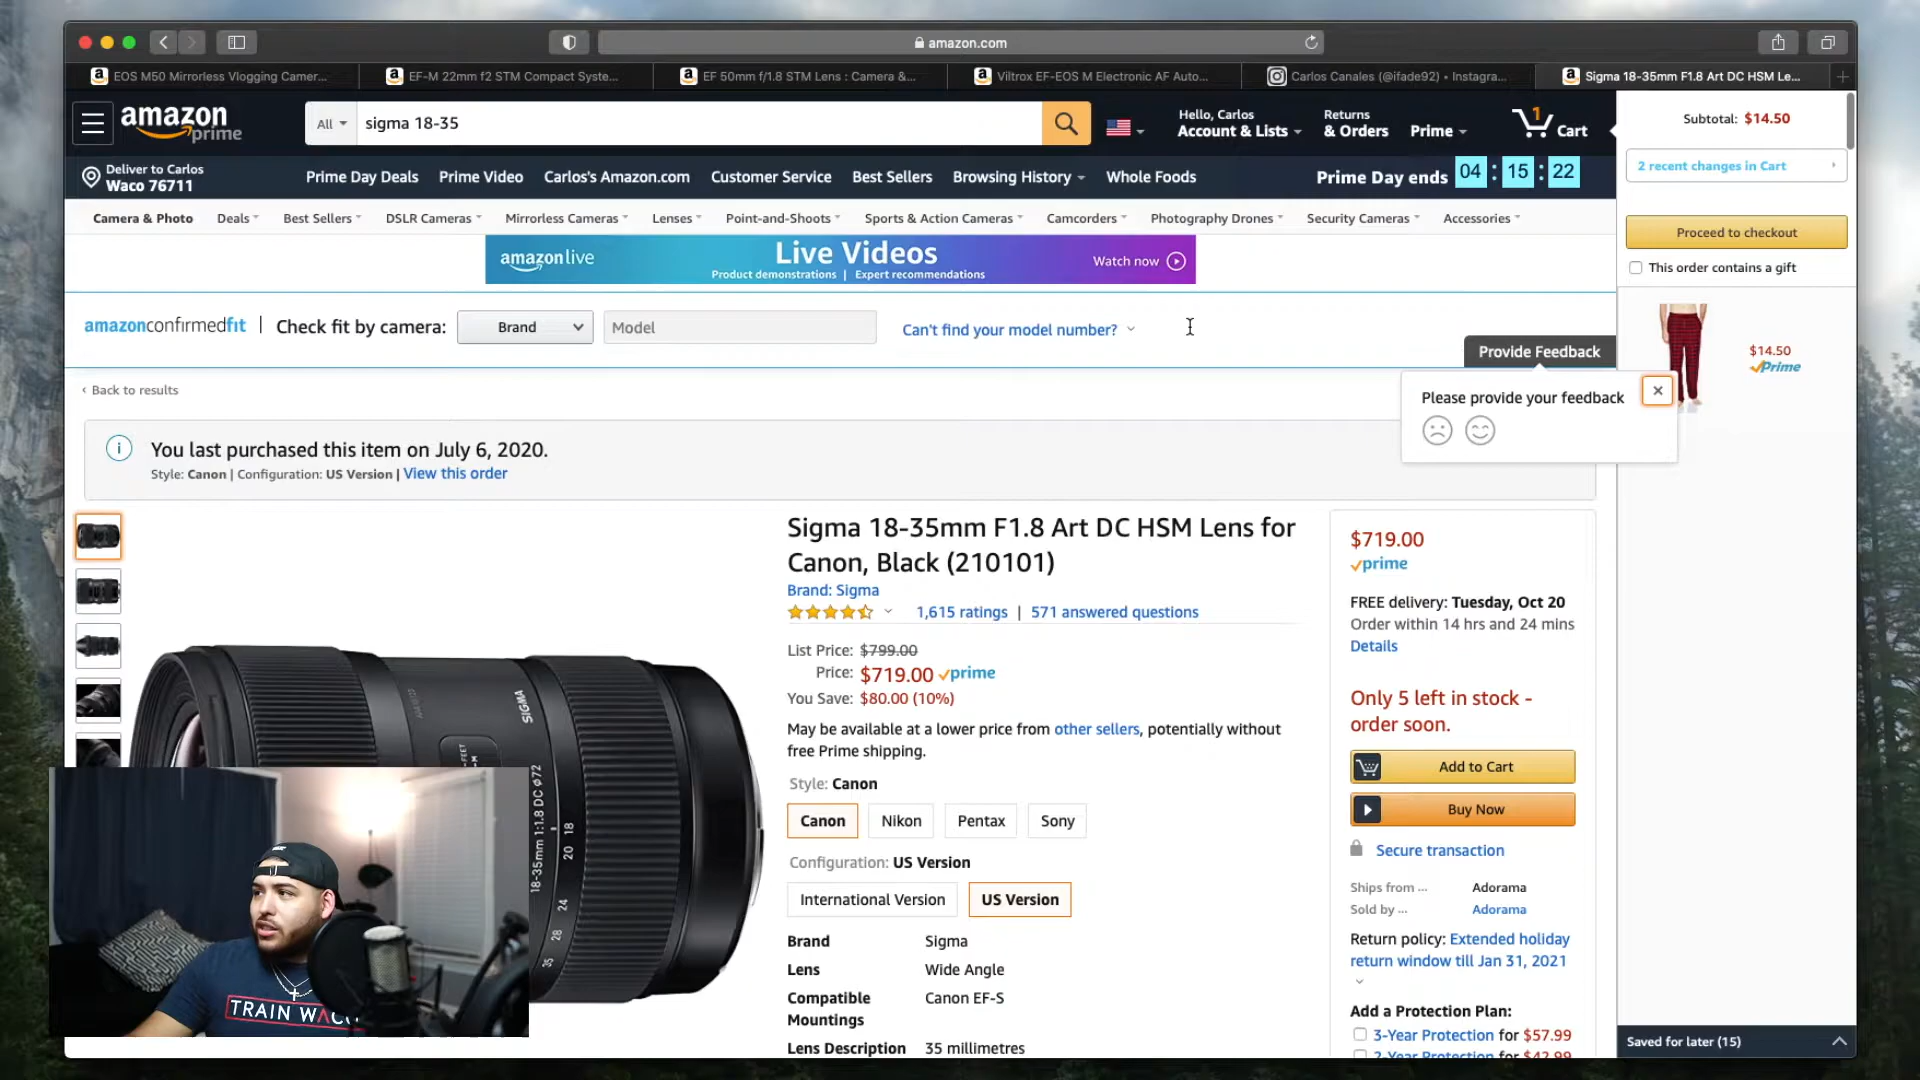 amazon.com
EOS M50 Mirrorless Vlogging Camer...
EF-M 22mm f2 STM Compact Syste...
EF 50mm f/1.8 STM Lens : Camera &...
Viltrox EF-EOS M Electronic AF Auto...
Carlos Canales (@ifade92) • Instagra...
Sigma 18-35mm F1.8 Art DC HSM Le...
amazon prime
All
sigma 18-35
Hello, Carlos
Account & Lists
Returns
& Orders
Prime
1
Cart
Subtotal: $14.50
2 recent changes in Cart
Deliver to Carlos
Waco 76711
Prime Day Deals
Prime Video
Carlos's Amazon.com
Customer Service
Best Sellers
Browsing History
Whole Foods
Prime Day ends 04 : 15 : 22
Camera & Photo
Deals
Best Sellers
DSLR Cameras
Mirrorless Cameras
Lenses
Point-and-Shoots
Sports & Action Cameras
Camcorders
Photography Drones
Security Cameras
Accessories
Proceed to checkout
This order contains a gift
amazon live
Live Videos
Product demonstrations | Expert recommendations
Watch now
amazonconfirmedfit | Check fit by camera:
Brand
Model
Can't find your model number?
Provide Feedback
Please provide your feedback
$14.50
prime
‹ Back to results
You last purchased this item on July 6, 2020.
Style: Canon | Configuration: US Version | View this order
Sigma 18-35mm F1.8 Art DC HSM Lens for
Canon, Black (210101)
Brand: Sigma
1,615 ratings | 571 answered questions
List Price: $799.00
Price: $719.00 prime
You Save: $80.00 (10%)
May be available at a lower price from other sellers, potentially without
free Prime shipping.
Style: Canon
Canon
Nikon
Pentax
Sony
Configuration: US Version
International Version
US Version
Brand Sigma
Lens Wide Angle
Compatible Canon EF-S
Mountings
Lens Description 35 millimetres
$719.00
prime
FREE delivery: Tuesday, Oct 20
Order within 14 hrs and 24 mins
Details
Only 5 left in stock -
order soon.
Add to Cart
Buy Now
Secure transaction
Ships from ... Adorama
Sold by ... Adorama
Return policy: Extended holiday
return window till Jan 31, 2021
Add a Protection Plan:
3-Year Protection for $57.99
2-Year Protection for $42.99
Saved for later (15)
SIGMA
18-35mm 1:1.8 DC ø72
18
20
24
28
35
TRAIN WACO